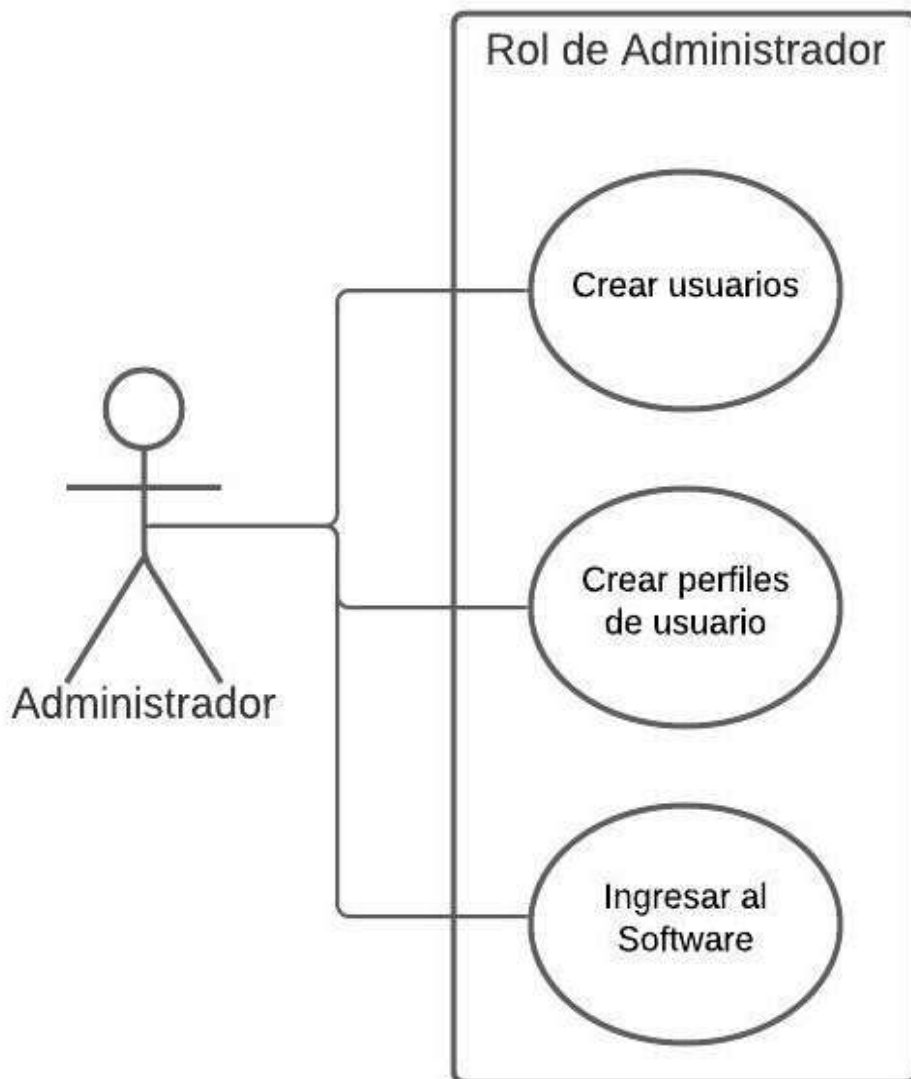 Rol de Administrador
Crear usuarios
Crear perfiles
de usuario
Administrador
Ingresar al
Software